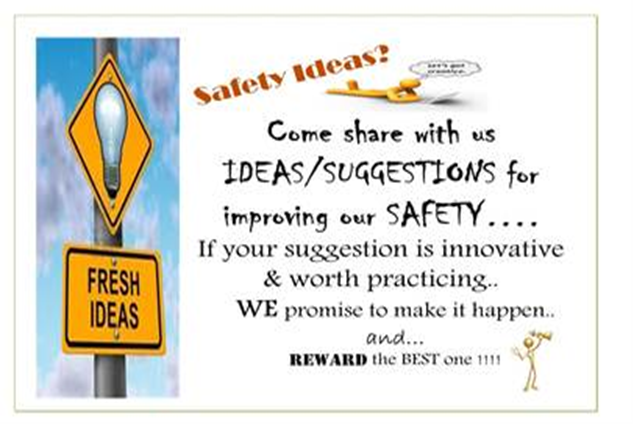 Safety Ideas?
Let's get
creative.
Come share with us
IDEAS/SUGGESTIONS for
improving our SAFETY....
If your suggestion is innovative
& worth practicing..
WE promise to make it happen..
and...
REWARD the BEST one !!!!
FRESH
IDEAS